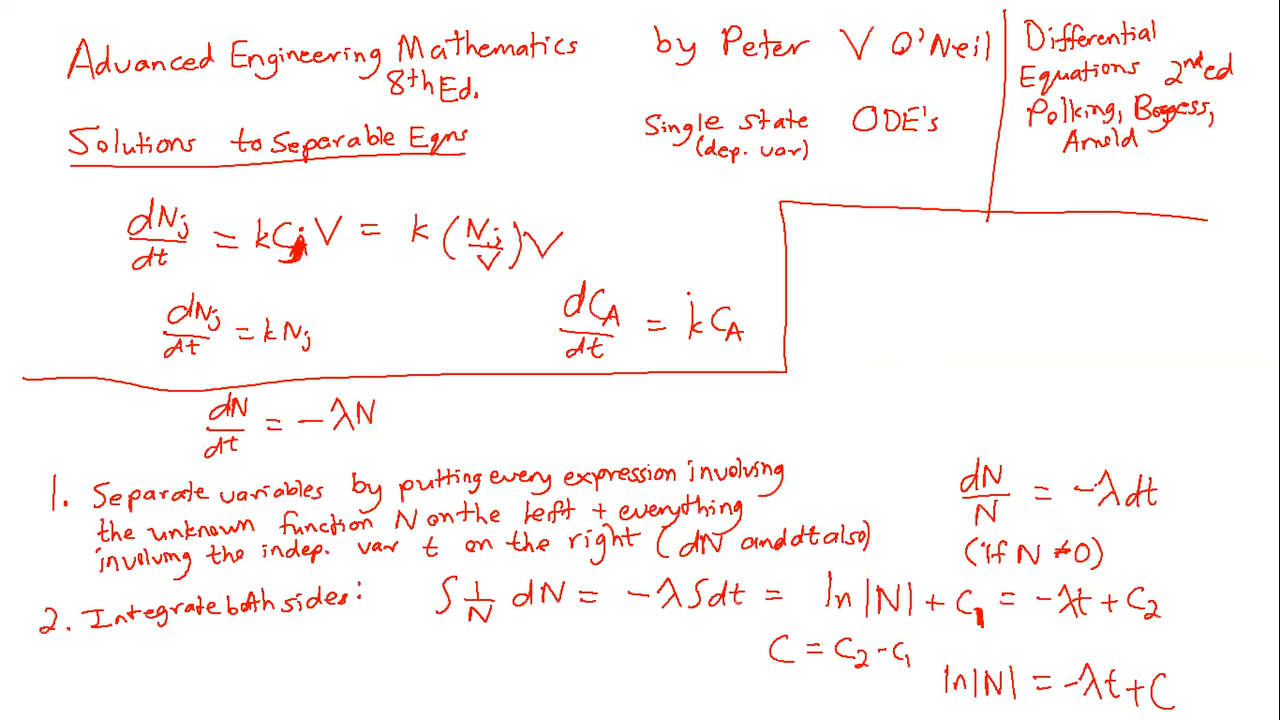 Advanced Engineering Mathematics by Peter V O'Neil
8th Ed.
Differential
Equations 2nd ed
Polking, Boggess,
Arnold
Solutions to Separable Eqns
Single state ODE's
(dep. var)
dNj/dt = kCjV = k(Nj/V)V
dNj/dt = kNj
dCA/dt = kCA
dN/dt = -λN
1. Separate variables by putting every expression involving
the unknown function N on the left + everything
involving the indep. var t on the right (dN and dt also)
dN/N = -λdt
(if N ≠ 0)
2. Integrate both sides: ∫ 1/N dN = -λ∫dt = ln|N| + C1 = -λt + C2
C = C2 - C1
ln|N| = -λt + C